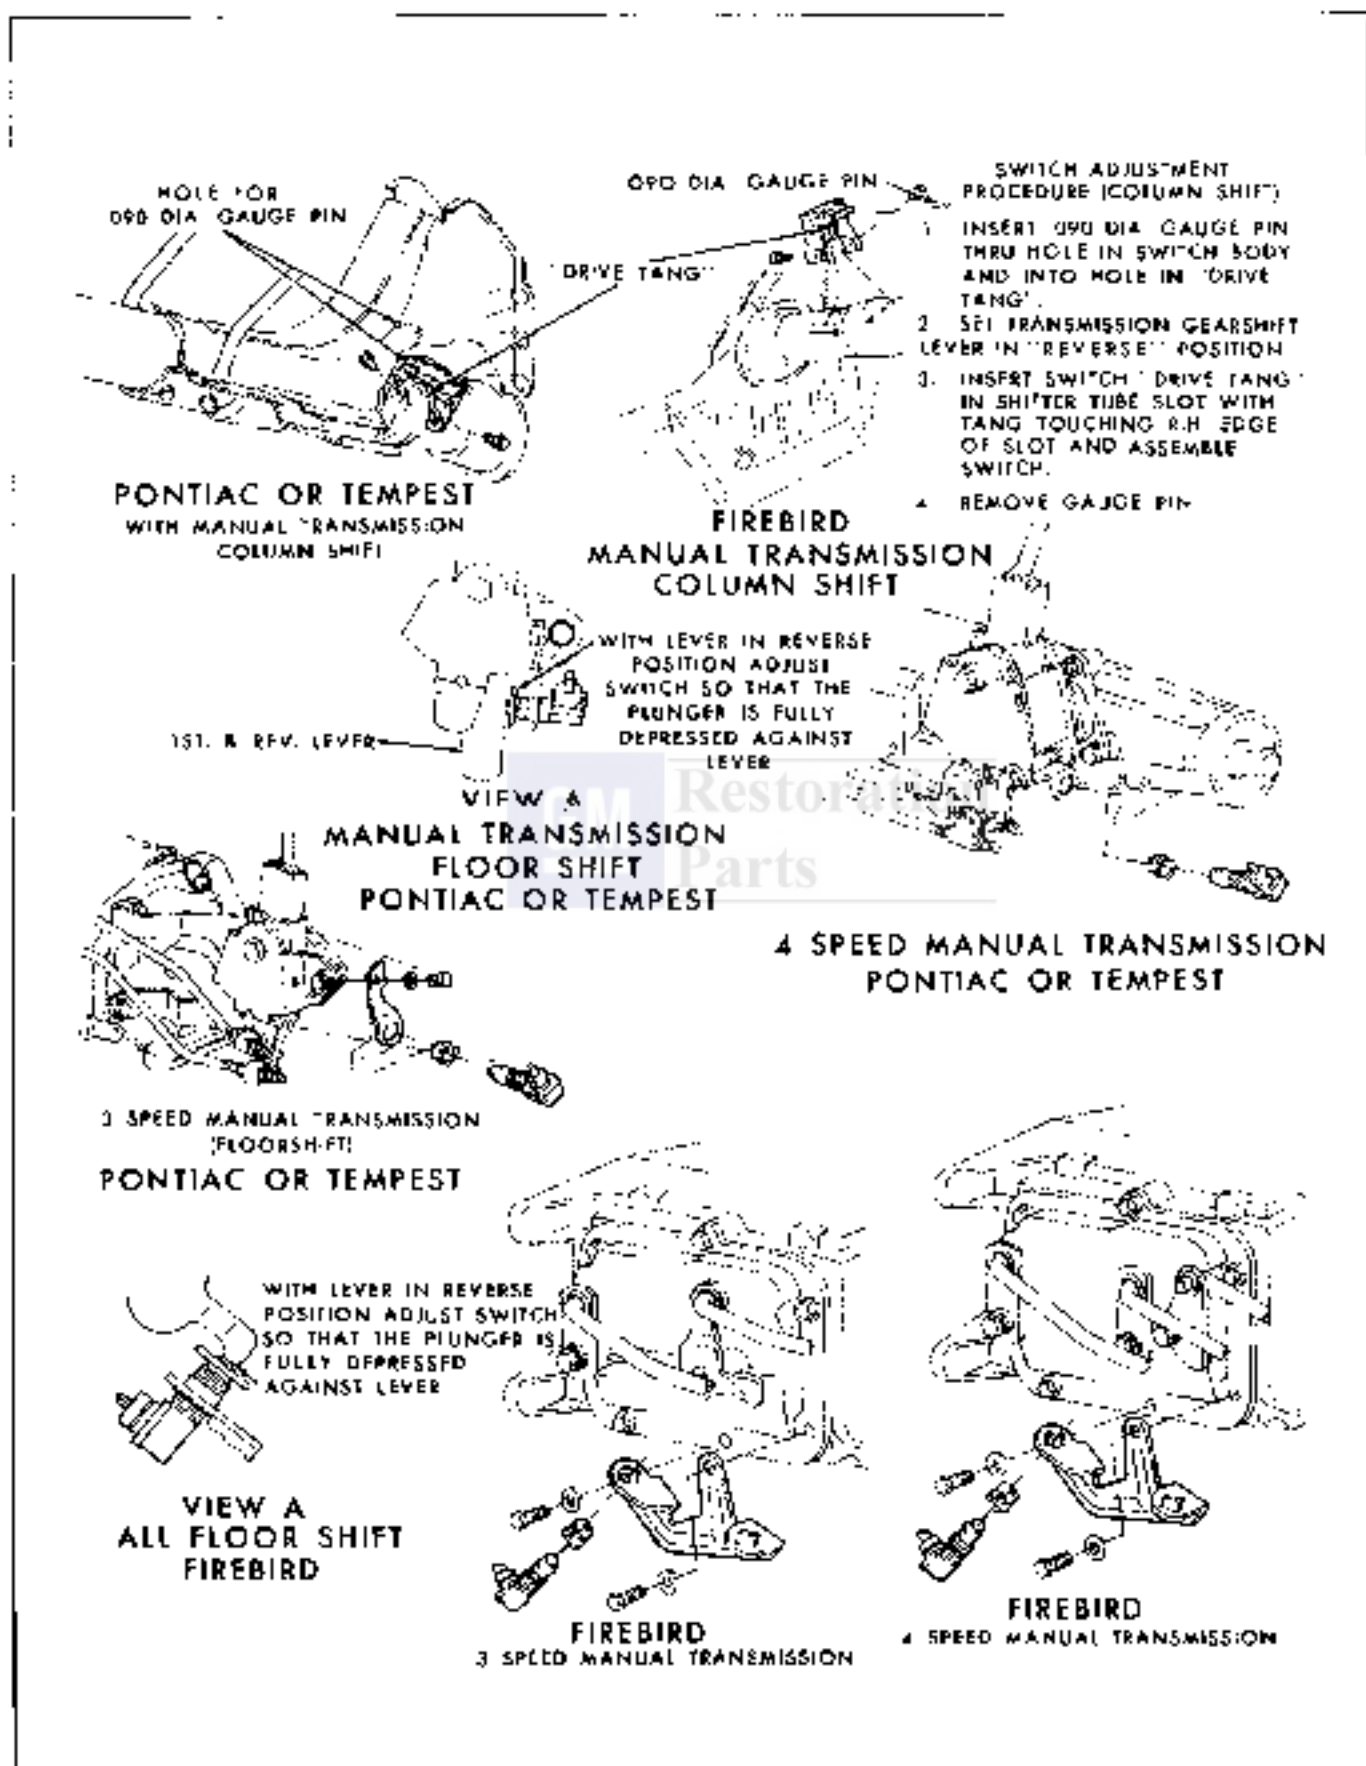 HOLE FOR
090 DIA GAUGE PIN
090 DIA GAUGE PIN
"DRIVE TANG"
SWITCH ADJUSTMENT
PROCEDURE (COLUMN SHIFT)
1 INSERT 090 DIA GAUGE PIN
THRU HOLE IN SWITCH BODY
AND INTO HOLE IN "DRIVE
TANG".
2 SET TRANSMISSION GEARSHIFT
LEVER IN "REVERSE" POSITION
3. INSERT SWITCH "DRIVE TANG"
IN SHIFTER TUBE SLOT WITH
TANG TOUCHING R.H EDGE
OF SLOT AND ASSEMBLE
SWITCH.
4 REMOVE GAUGE PIN
PONTIAC OR TEMPEST
WITH MANUAL TRANSMISSION
COLUMN SHIFT
FIREBIRD
MANUAL TRANSMISSION
COLUMN SHIFT
WITH LEVER IN REVERSE
POSITION ADJUST
SWITCH SO THAT THE
PLUNGER IS FULLY
DEPRESSED AGAINST
LEVER
1ST. & REV. LEVER
VIEW A
MANUAL TRANSMISSION
FLOOR SHIFT
PONTIAC OR TEMPEST
GM Restoration
Parts
4 SPEED MANUAL TRANSMISSION
PONTIAC OR TEMPEST
3 SPEED MANUAL TRANSMISSION
(FLOORSHIFT)
PONTIAC OR TEMPEST
WITH LEVER IN REVERSE
POSITION ADJUST SWITCH
SO THAT THE PLUNGER IS
FULLY DEPRESSED
AGAINST LEVER
VIEW A
ALL FLOOR SHIFT
FIREBIRD
FIREBIRD
3 SPEED MANUAL TRANSMISSION
FIREBIRD
4 SPEED MANUAL TRANSMISSION